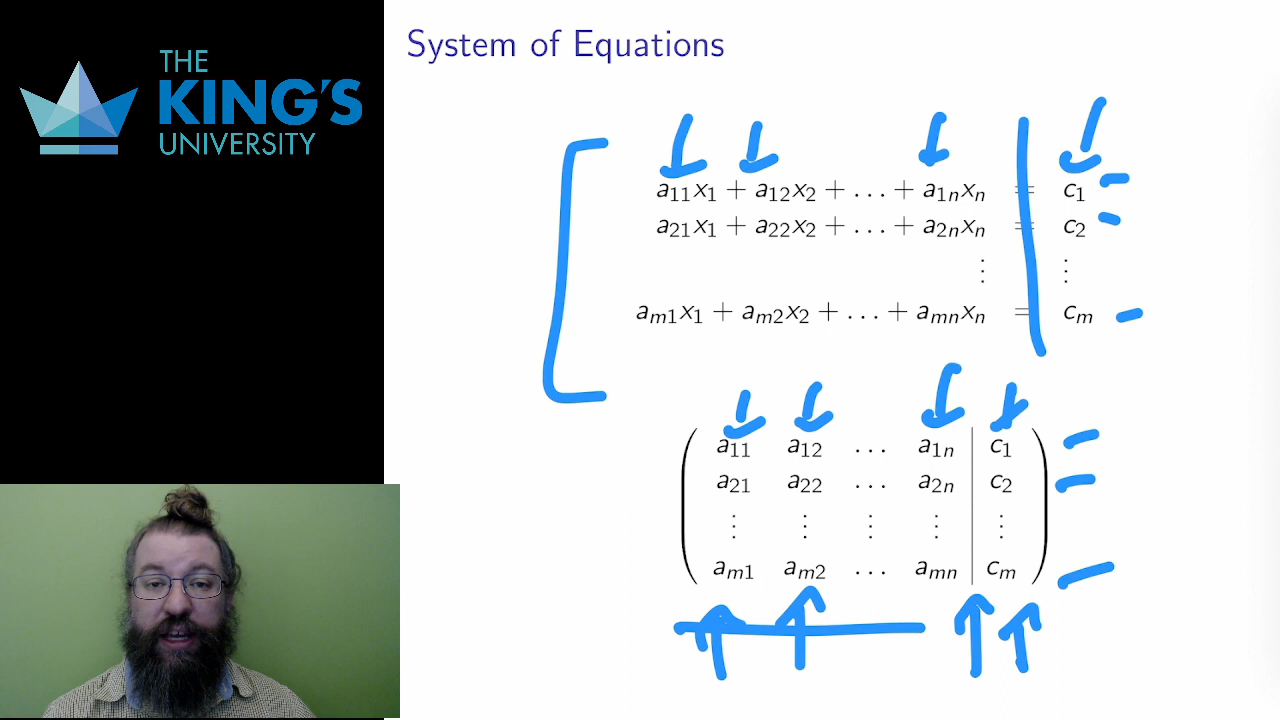 THE
KING'S
UNIVERSITY
System of Equations
a₁₁x₁ + a₁₂x₂ + . . . + a₁ₙxₙ = c₁
a₂₁x₁ + a₂₂x₂ + . . . + a₂ₙxₙ = c₂
⋮ ⋮
aₘ₁x₁ + aₘ₂x₂ + . . . + aₘₙxₙ = cₘ
a₁₁ a₁₂ . . . a₁ₙ | c₁
a₂₁ a₂₂ . . . a₂ₙ | c₂
⋮ ⋮ ⋮ ⋮ | ⋮
aₘ₁ aₘ₂ . . . aₘₙ | cₘ